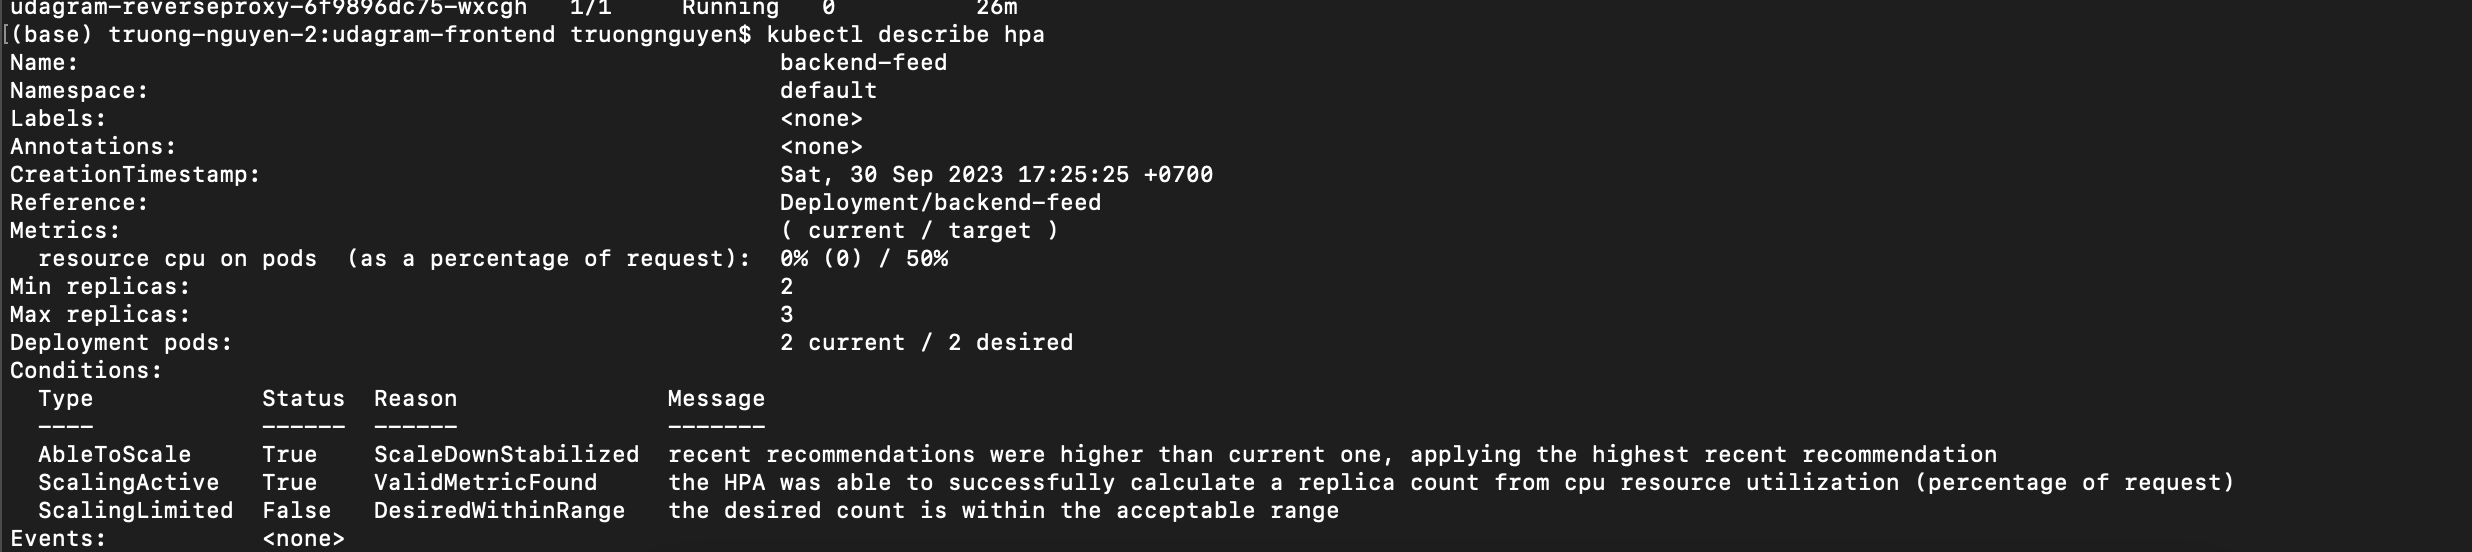 udagram-reverseproxy-6f9896dc75-wxcgh   1/1     Running   0          26m
[(base) truong-nguyen-2:udagram-frontend truongnguyen$ kubectl describe hpa
Name:                                                  backend-feed
Namespace:                                             default
Labels:                                                <none>
Annotations:                                           <none>
CreationTimestamp:                                     Sat, 30 Sep 2023 17:25:25 +0700
Reference:                                             Deployment/backend-feed
Metrics:                                               ( current / target )
  resource cpu on pods  (as a percentage of request):  0% (0) / 50%
Min replicas:                                          2
Max replicas:                                          3
Deployment pods:                                       2 current / 2 desired
Conditions:
  Type            Status  Reason               Message
  ----            ------  ------               -------
  AbleToScale     True    ScaleDownStabilized  recent recommendations were higher than current one, applying the highest recent recommendation
  ScalingActive   True    ValidMetricFound     the HPA was able to successfully calculate a replica count from cpu resource utilization (percentage of request)
  ScalingLimited  False   DesiredWithinRange   the desired count is within the acceptable range
Events:           <none>